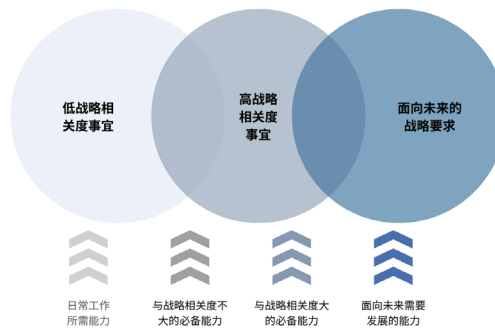 低战略相
关度事宜
高战略
相关度
事宜
面向未来的
战略要求
日常工作
所需能力
与战略相关度不
大的必备能力
与战略相关度大
的必备能力
面向未来需要
发展的能力